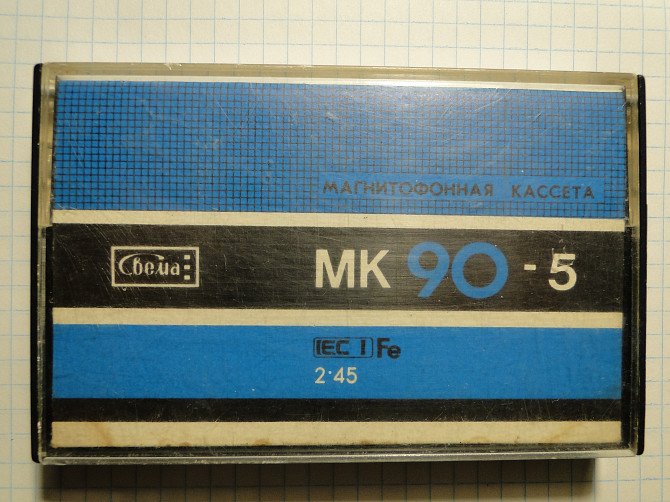 МАГНИТОФОННАЯ КАССЕТА
Свема
МК 90 - 5
IEC I Fe
2·45